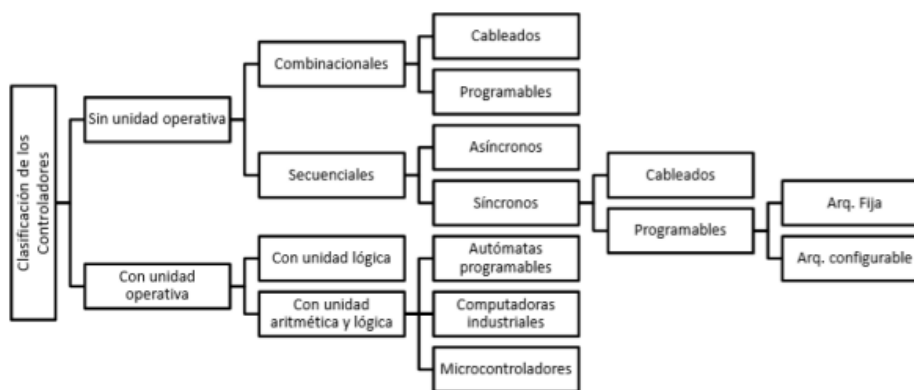 Clasificación de los
Controladores
Sin unidad operativa
Combinacionales
Cableados
Programables
Secuenciales
Asíncronos
Síncronos
Cableados
Programables
Arq. Fija
Arq. configurable
Con unidad
operativa
Con unidad lógica
Con unidad
aritmética y lógica
Autómatas
programables
Computadoras
industriales
Microcontroladores